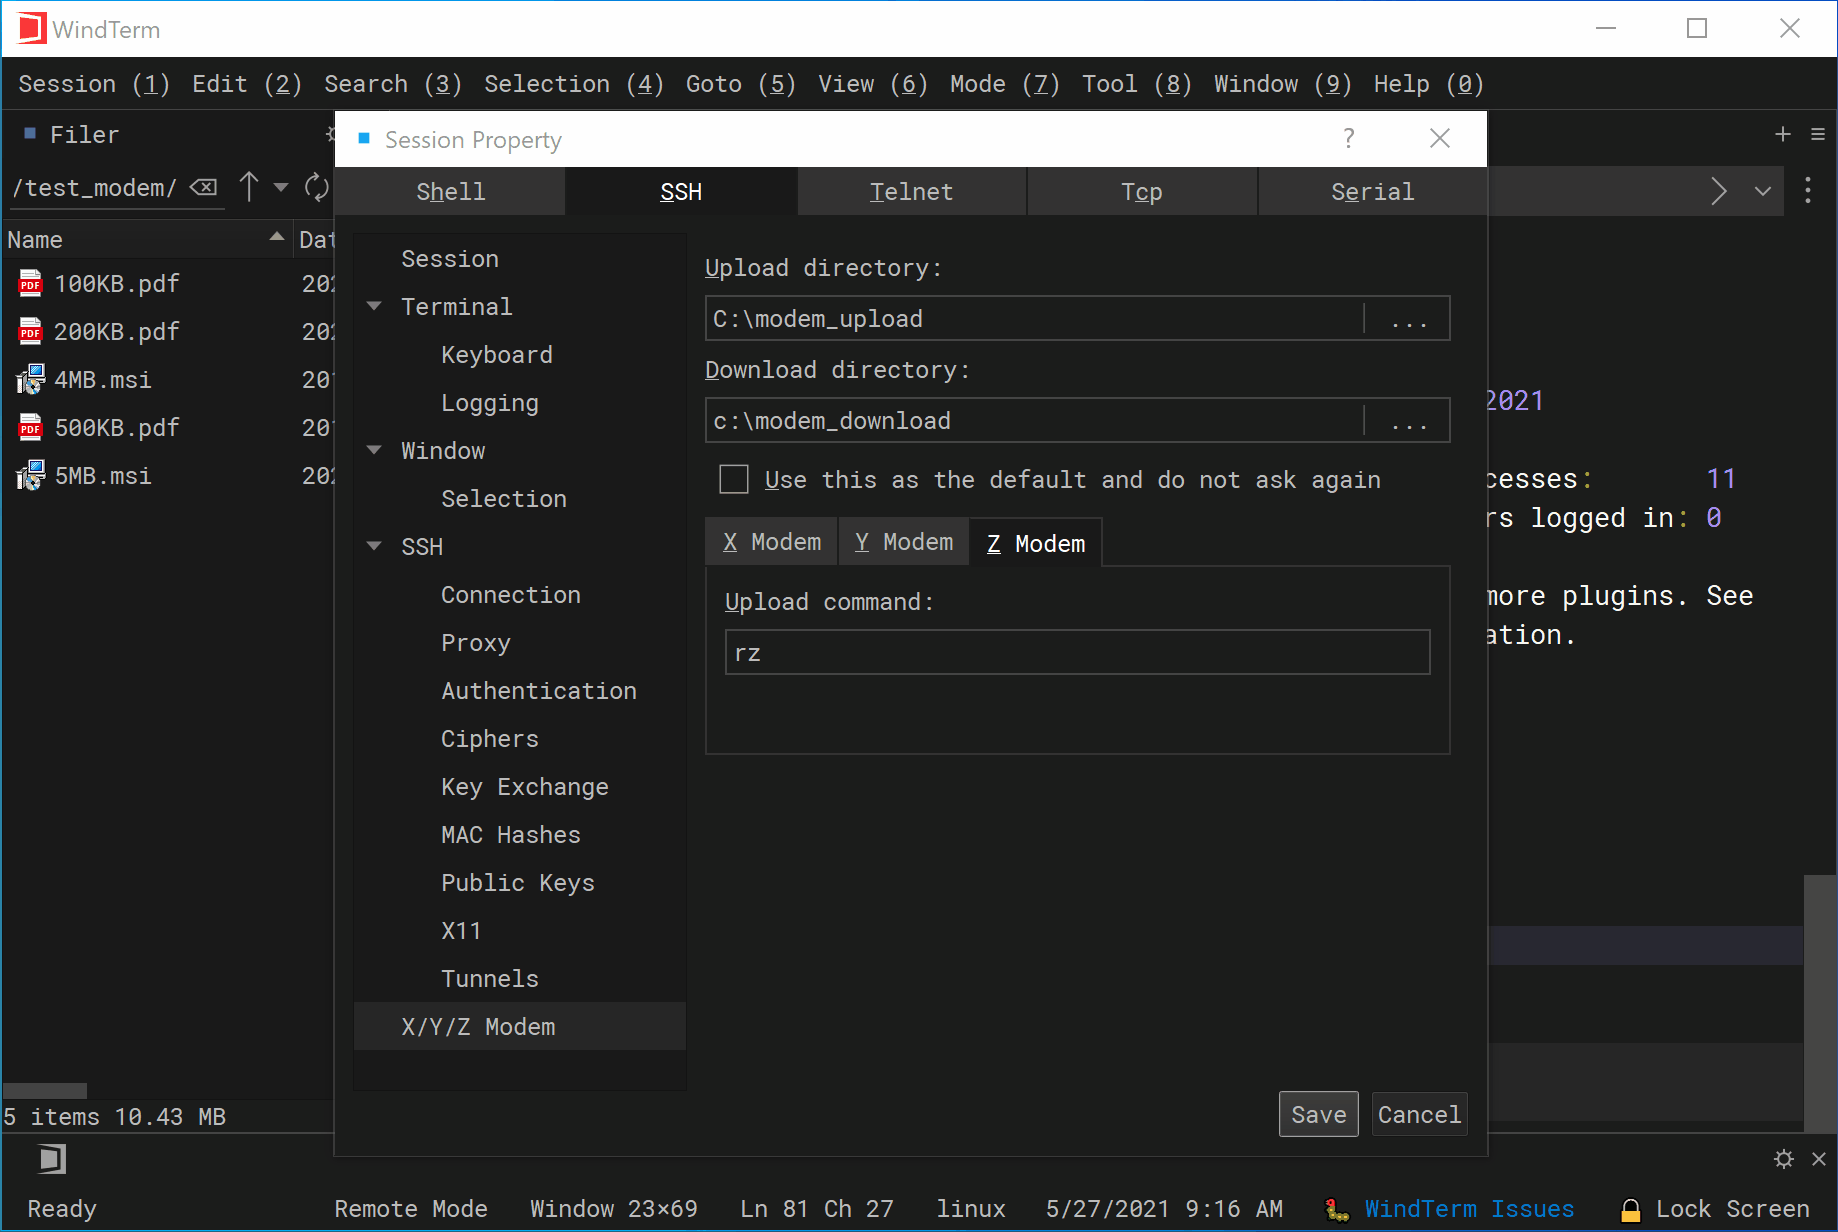 WindTerm
Session (1) Edit (2) Search (3) Selection (4) Goto (5) View (6) Mode (7) Tool (8) Window (9) Help (0)
Filer
/test_modem/
Name Dat
100KB.pdf 202
200KB.pdf 202
4MB.msi 201
500KB.pdf 201
5MB.msi 202
5 items 10.43 MB
Session Property ?
Shell SSH Telnet Tcp Serial
Session
Terminal
Keyboard
Logging
Window
Selection
SSH
Connection
Proxy
Authentication
Ciphers
Key Exchange
MAC Hashes
Public Keys
X11
Tunnels
X/Y/Z Modem
Upload directory:
C:\modem_upload ...
Download directory:
c:\modem_download ...
Use this as the default and do not ask again
X Modem Y Modem Z Modem
Upload command:
rz
Save Cancel
2021
cesses: 11
rs logged in: 0
more plugins. See
ation.
Ready Remote Mode Window 23×69 Ln 81 Ch 27 linux 5/27/2021 9:16 AM WindTerm Issues Lock Screen